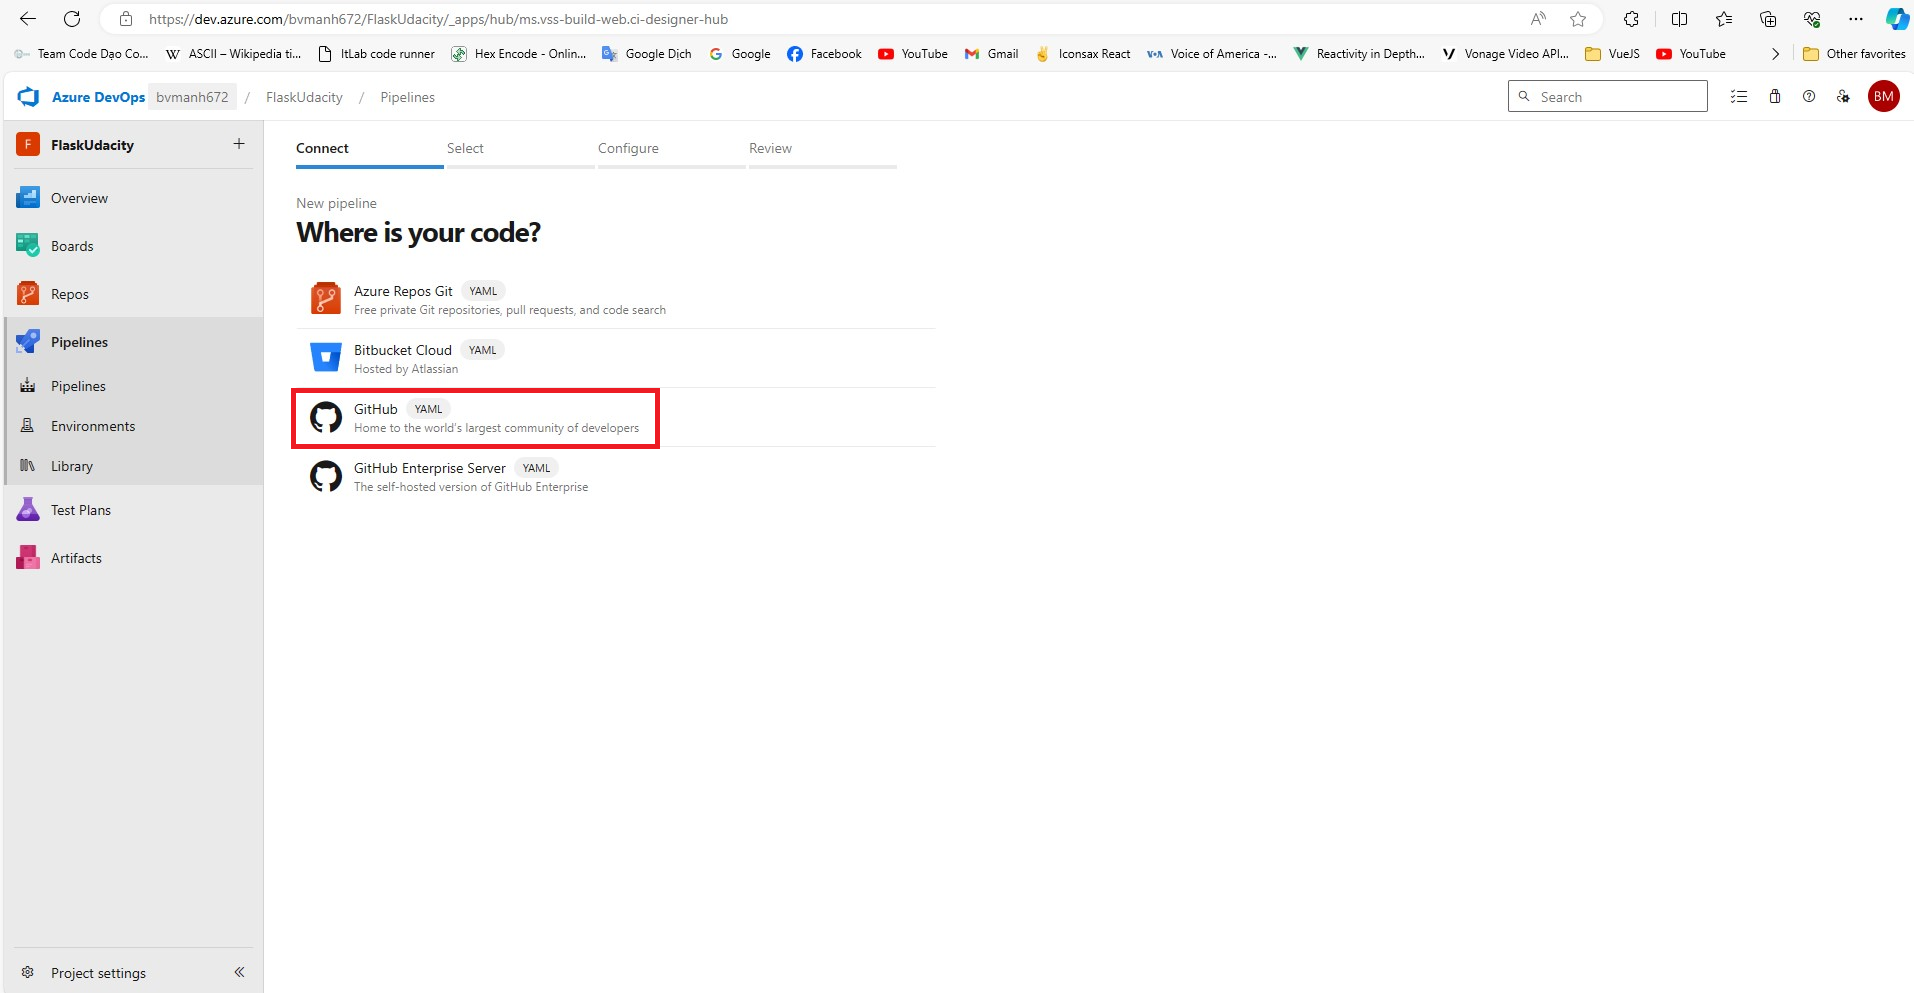 https://dev.azure.com/bvmanh672/FlaskUdacity/_apps/hub/ms.vss-build-web.ci-designer-hub
Team Code Dạo Co... ASCII – Wikipedia ti... ItLab code runner Hex Encode - Onlin... Google Dịch Google Facebook YouTube Gmail Iconsax React Voice of America -... Reactivity in Depth... Vonage Video API... VueJS YouTube Other favorites
Azure DevOps bvmanh672 / FlaskUdacity / Pipelines Search BM
F FlaskUdacity +
Overview
Boards
Repos
Pipelines
Pipelines
Environments
Library
Test Plans
Artifacts
Project settings
Connect Select Configure Review
New pipeline
Where is your code?
Azure Repos Git YAML
Free private Git repositories, pull requests, and code search
Bitbucket Cloud YAML
Hosted by Atlassian
GitHub YAML
Home to the world's largest community of developers
GitHub Enterprise Server YAML
The self-hosted version of GitHub Enterprise